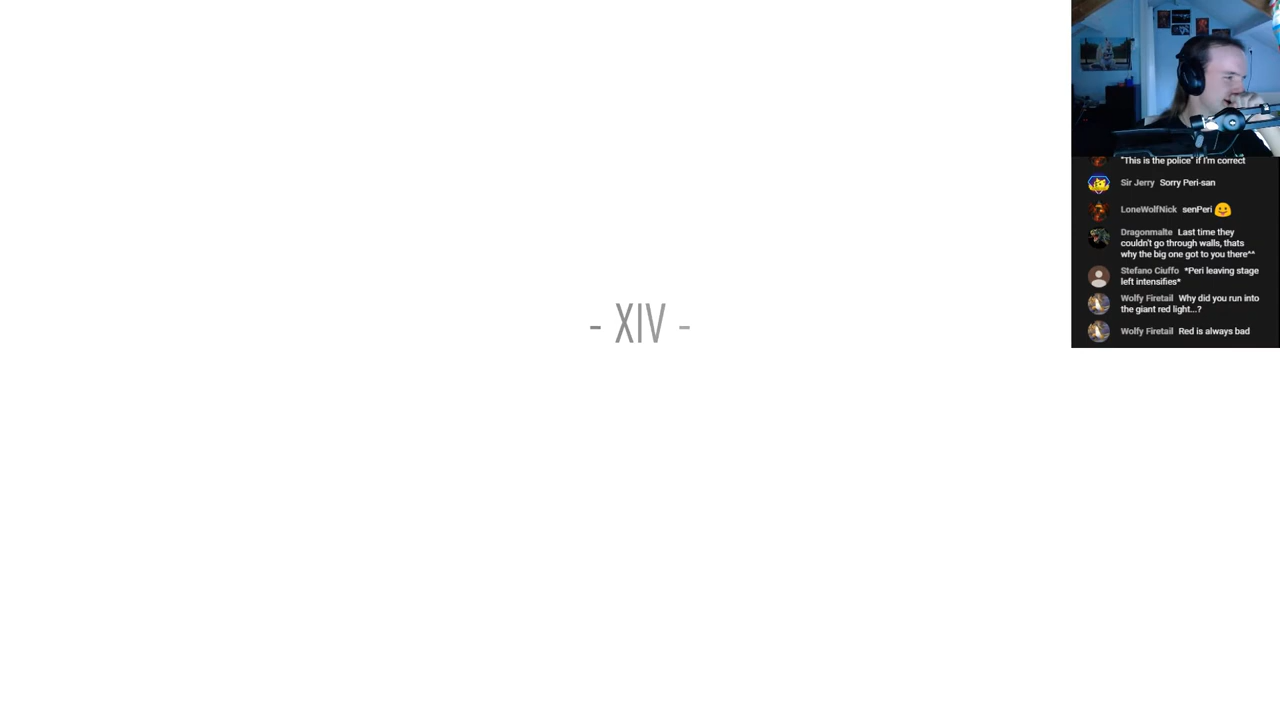 - XIV -
"This is the police" if I'm correct
Sir Jerry Sorry Peri-san
LoneWolfNick senPeri
Dragonmalte Last time they
couldn't go through walls, thats
why the big one got to you there^^
Stefano Ciuffo *Peri leaving stage
left intensifies*
Wolfy Firetail Why did you run into
the giant red light...?
Wolfy Firetail Red is always bad